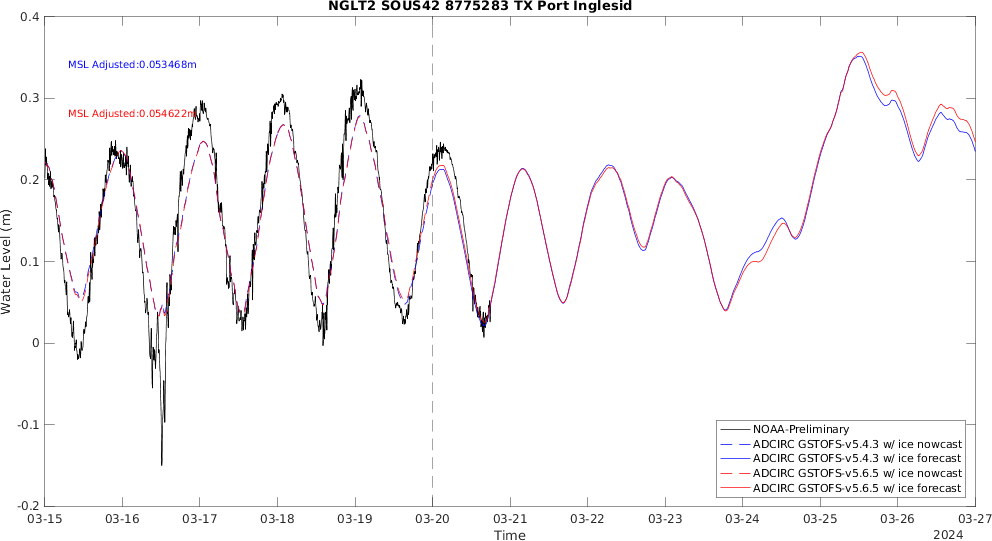 NGLT2 SOUS42 8775283 TX Port Inglesid
0.4
MSL Adjusted:0.053468m
0.3
MSL Adjusted:0.054622m
0.2
Water Level (m)
0.1
0
-0.1
NOAA-Preliminary
ADCIRC GSTOFS-v5.4.3 w/ ice nowcast
ADCIRC GSTOFS-v5.4.3 w/ ice forecast
ADCIRC GSTOFS-v5.6.5 w/ ice nowcast
ADCIRC GSTOFS-v5.6.5 w/ ice forecast
-0.2
03-15 03-16 03-17 03-18 03-19 03-20 03-21 03-22 03-23 03-24 03-25 03-26 03-27
Time
2024